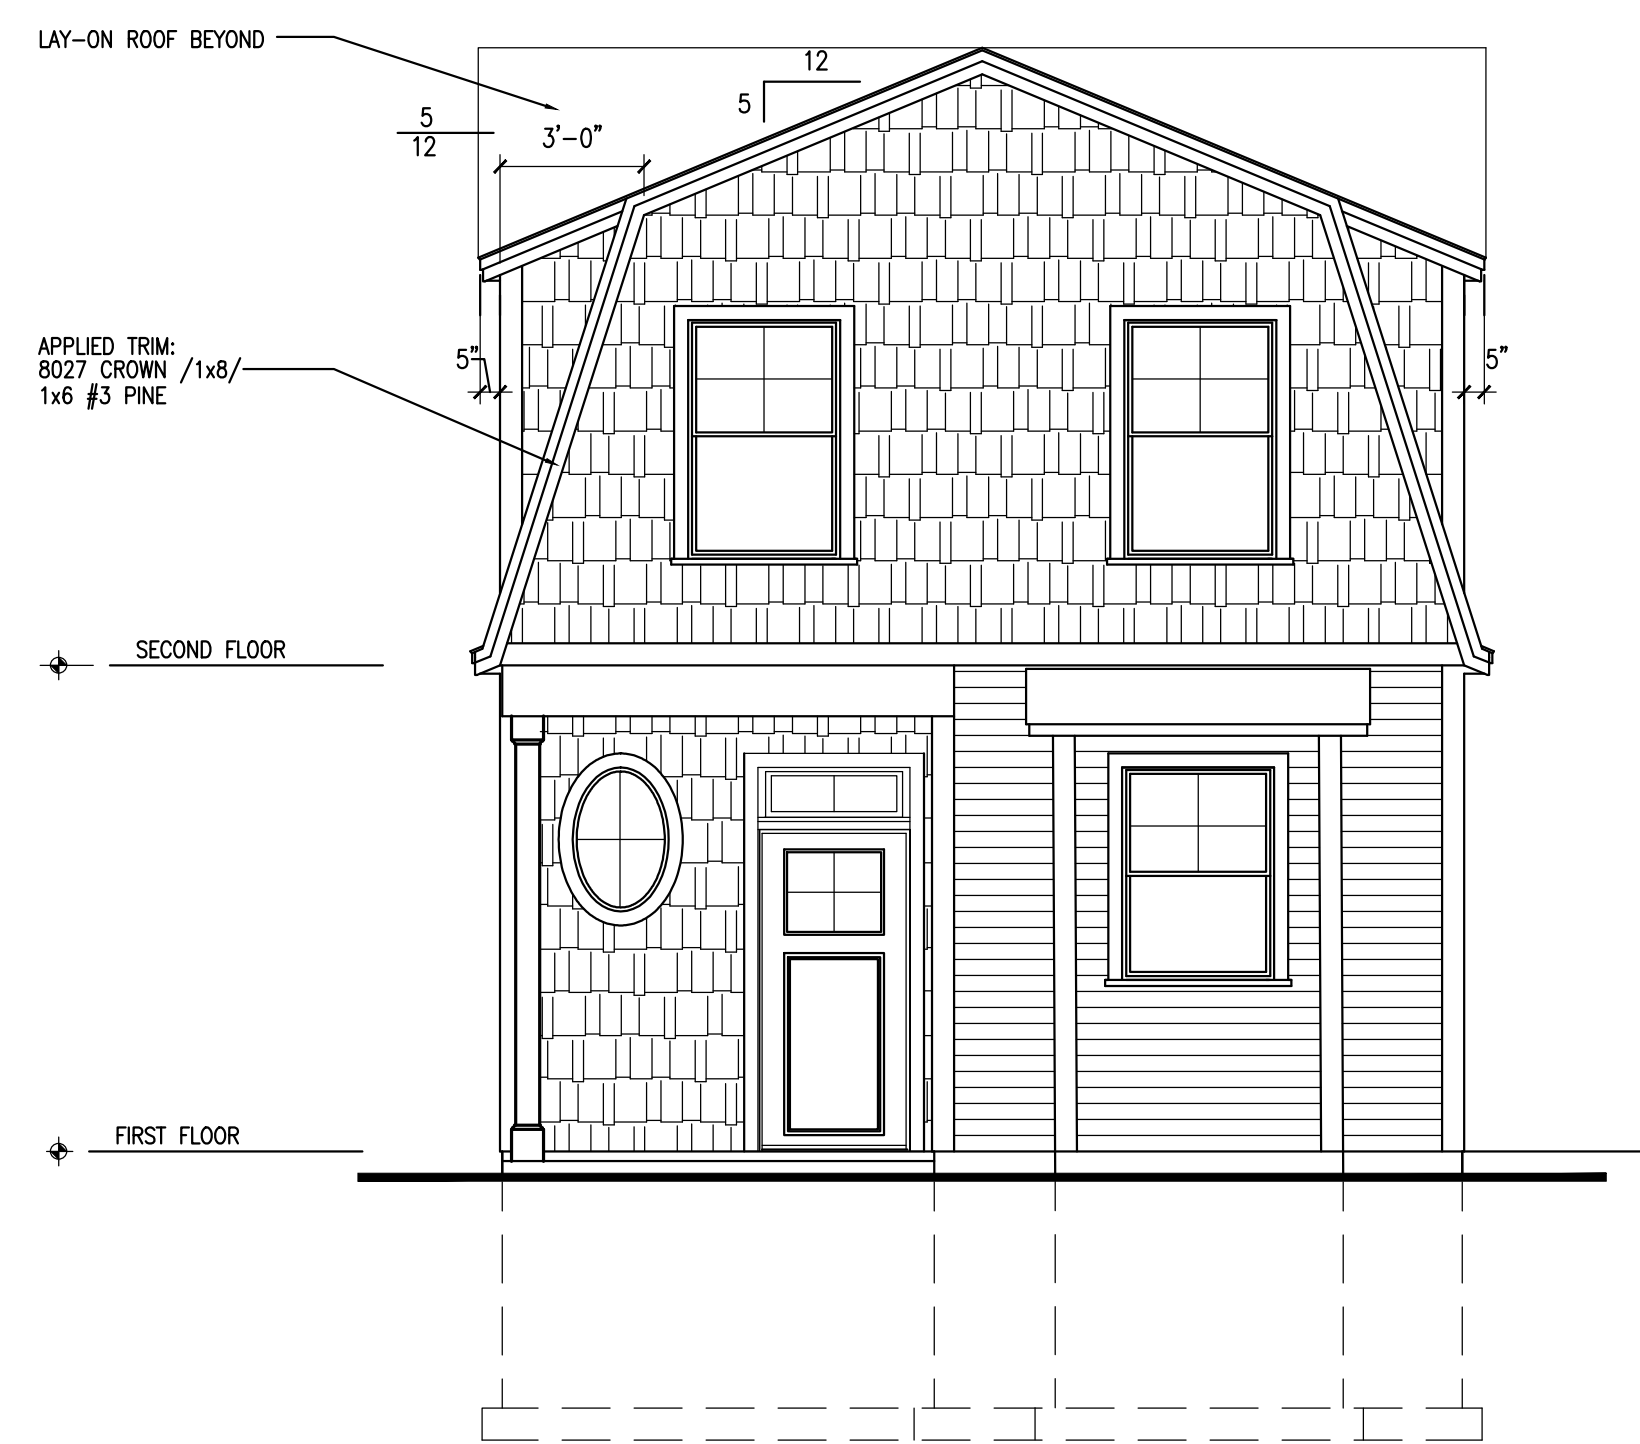 LAY-ON ROOF BEYOND
12
5
5
12
3'-0"
APPLIED TRIM:
8027 CROWN /1x8/
1x6 #3 PINE
5"
5"
SECOND FLOOR
FIRST FLOOR